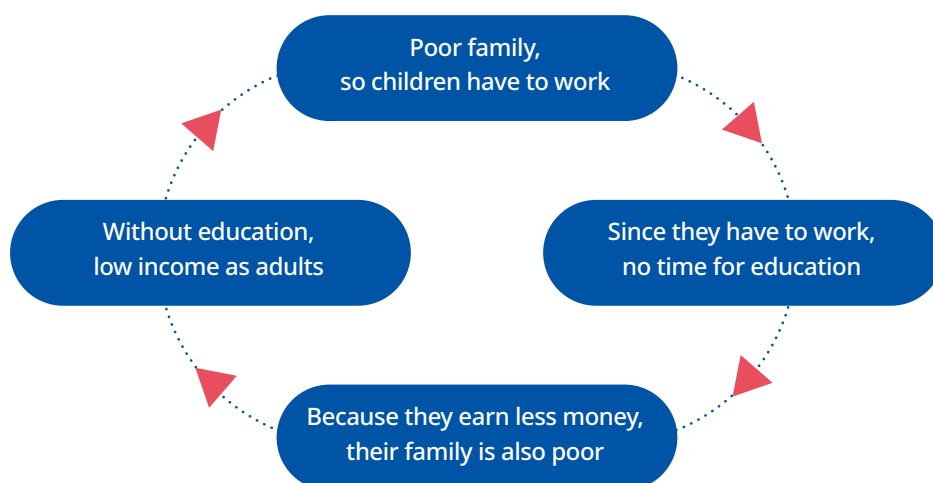 Poor family,
so children have to work
Since they have to work,
no time for education
Because they earn less money,
their family is also poor
Without education,
low income as adults